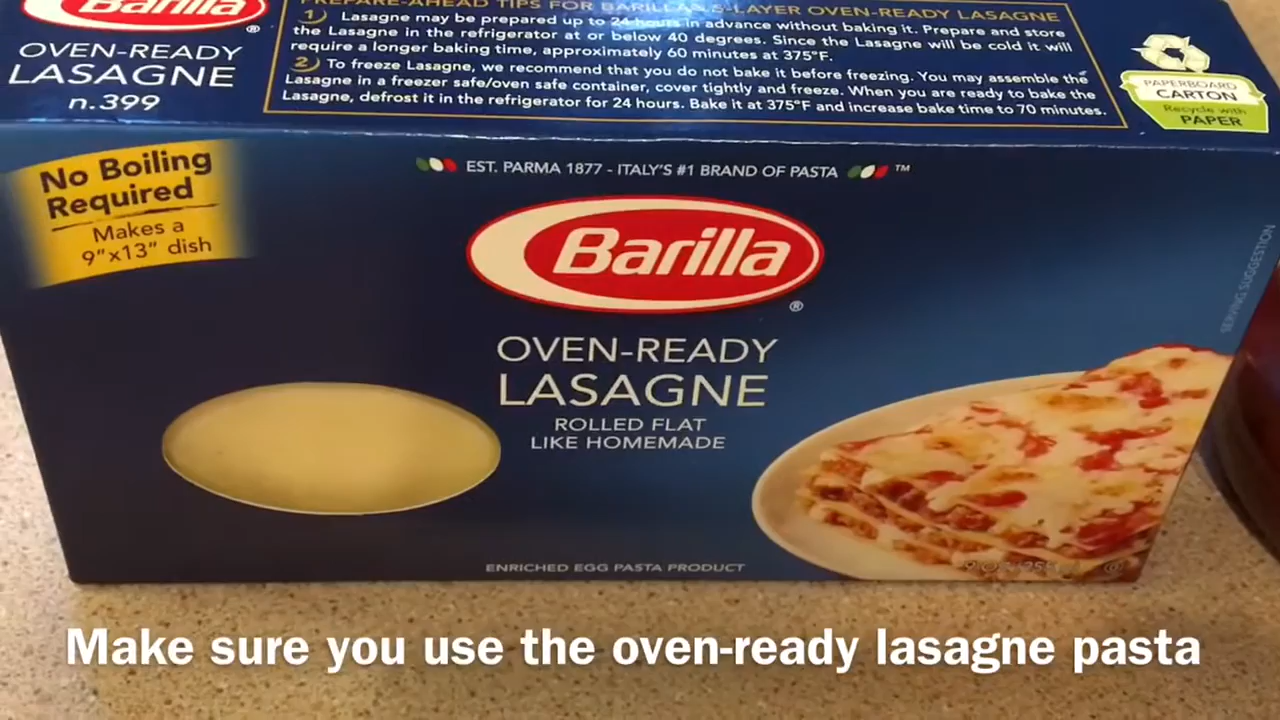 Barilla
®
OVEN-READY
LASAGNE
n.399
PREPARE-AHEAD TIPS FOR BARILLA'S 5-LAYER OVEN-READY LASAGNE
1) Lasagne may be prepared up to 24 hours in advance without baking it. Prepare and store
the Lasagne in the refrigerator at or below 40 degrees. Since the Lasagne will be cold it will
require a longer baking time, approximately 60 minutes at 375°F.
2) To freeze Lasagne, we recommend that you do not bake it before freezing. You may assemble the
Lasagne in a freezer safe/oven safe container, cover tightly and freeze. When you are ready to bake the
Lasagne, defrost it in the refrigerator for 24 hours. Bake it at 375°F and increase bake time to 70 minutes.
PAPERBOARD
CARTON
Recycle with
PAPER
No Boiling
Required
Makes a
9"x13" dish
EST. PARMA 1877 - ITALY'S #1 BRAND OF PASTA ™
Barilla
®
OVEN-READY
LASAGNE
ROLLED FLAT
LIKE HOMEMADE
SERVING SUGGESTION
ENRICHED EGG PASTA PRODUCT
Make sure you use the oven-ready lasagne pasta